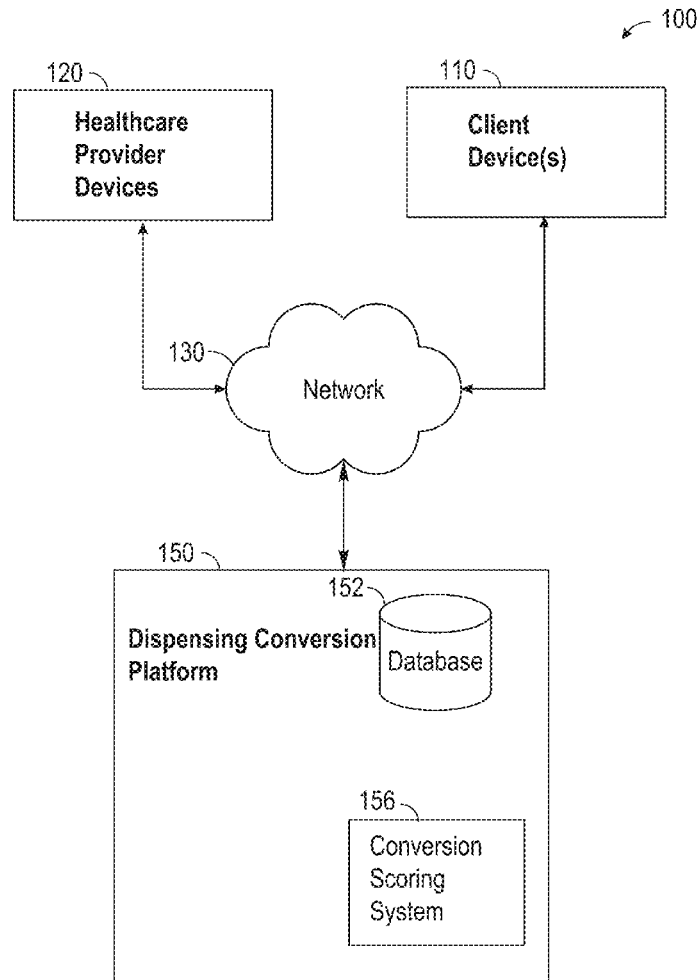 100
120
Healthcare
Provider
Devices
110
Client
Device(s)
130
Network
150
152
Dispensing Conversion
Platform
Database
156
Conversion
Scoring
System